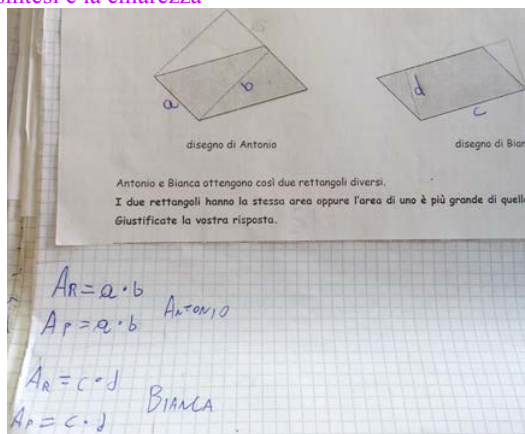 sintesi e la chiarezza
a
b
d
c
disegno di Antonio
disegno di Bian
Antonio e Bianca ottengono così due rettangoli diversi.
I due rettangoli hanno la stessa area oppure l'area di uno è più grande di quell
Giustificate la vostra risposta.
AR = a · b
AP = a · b
ANTONIO
AR = c · d
AP = c · d
BIANCA